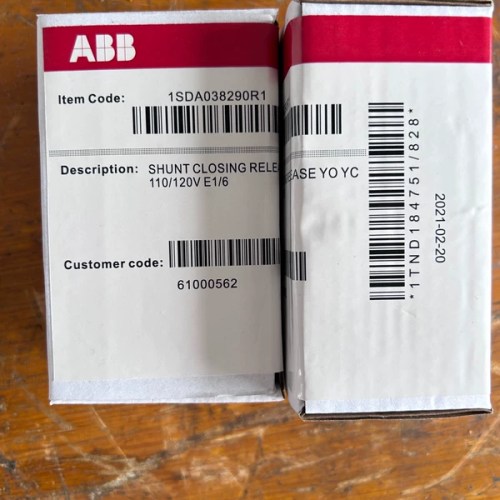 ABB
Item Code: 1SDA038290R1
Description: SHUNT CLOSING RELE
EASE YO YC
110/120V E1/6
Customer code:
61000562
*1TND184751/828*
2021-02-20